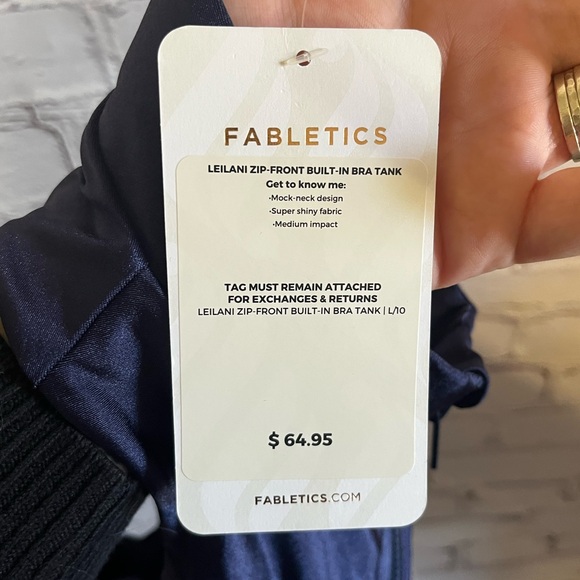 FABLETICS
LEILANI ZIP-FRONT BUILT-IN BRA TANK
Get to know me:
•Mock-neck design
•Super shiny fabric
•Medium impact
TAG MUST REMAIN ATTACHED
FOR EXCHANGES & RETURNS
LEILANI ZIP-FRONT BUILT-IN BRA TANK | L/10
$ 64.95
FABLETICS.COM